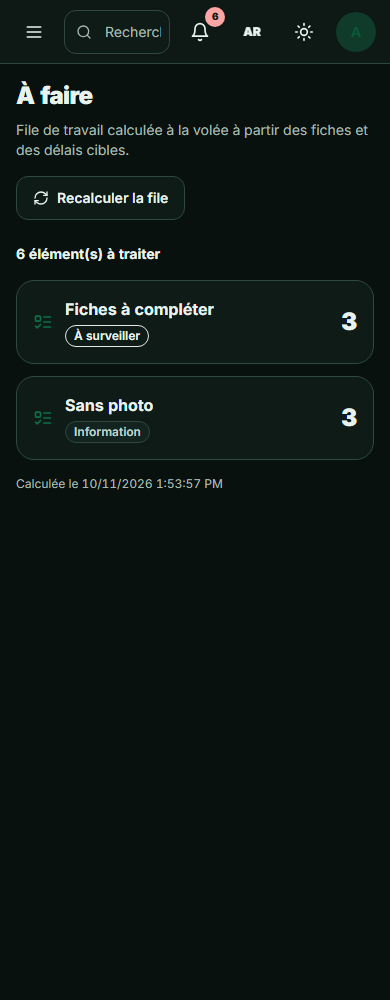 Recherc
6
AR
A
À faire
File de travail calculée à la volée à partir des fiches et
des délais cibles.
Recalculer la file
6 élément(s) à traiter
Fiches à compléter
À surveiller
3
Sans photo
Information
3
Calculée le 10/11/2026 1:53:57 PM